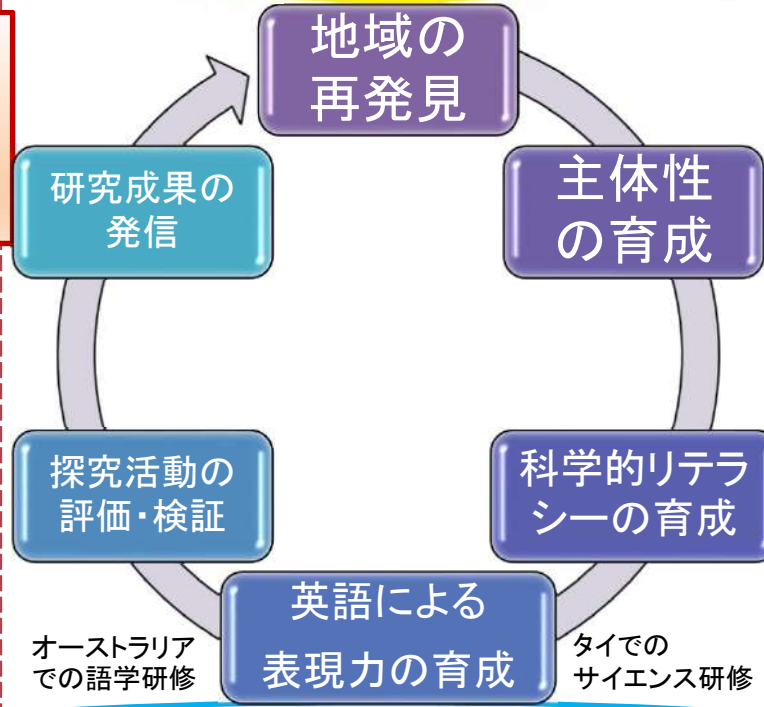 地域の
再発見
主体性
の育成
科学的リテラ
シーの育成
英語による
表現力の育成
探究活動の
評価・検証
研究成果の
発信
オーストラリア
での語学研修
タイでの
サイエンス研修